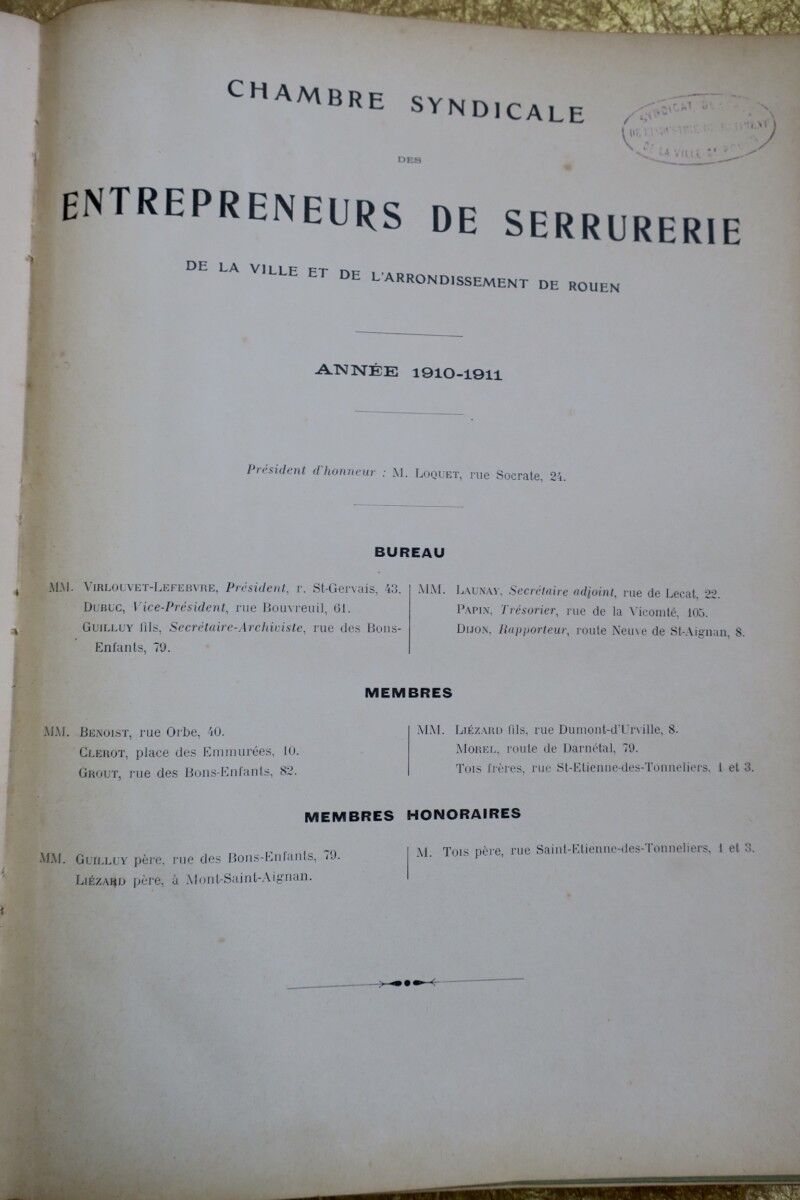 CHAMBRE SYNDICALE
SYNDICAT
DE LA VILLE DE
DES
ENTREPRENEURS DE SERRURERIE
DE LA VILLE ET DE L'ARRONDISSEMENT DE ROUEN
ANNÉE 1910-1911
Président d'honneur : M. LOQUET, rue Socrate, 24.
BUREAU
MM. VIRLOUVET-LEFEBVRE, Président, r. St-Gervais, 43.
DUBUC, Vice-Président, rue Bouvreuil, 61.
GUILLUY fils, Secrétaire-Archiviste, rue des Bons-
Enfants, 79.
MM. LAUNAY, Secrétaire adjoint, rue de Lecat, 22.
PAPIN, Trésorier, rue de la Vicomté, 105.
DIJON, Rapporteur, route Neuve de St-Aignan, 8.
MEMBRES
MM. BENOIST, rue Orbe, 40.
CLEROT, place des Emmurées, 10.
GROUT, rue des Bons-Enfants, 82.
MM. LIÉZARD fils, rue Dumont-d'Urville, 8.
MOREL, route de Darnétal, 79.
TOIS frères, rue St-Etienne-des-Tonneliers, 1 et 3.
MEMBRES HONORAIRES
MM. GUILLUY père, rue des Bons-Enfants, 79.
LIÉZARD père, à Mont-Saint-Aignan.
M. TOIS père, rue Saint-Etienne-des-Tonneliers, 1 et 3.